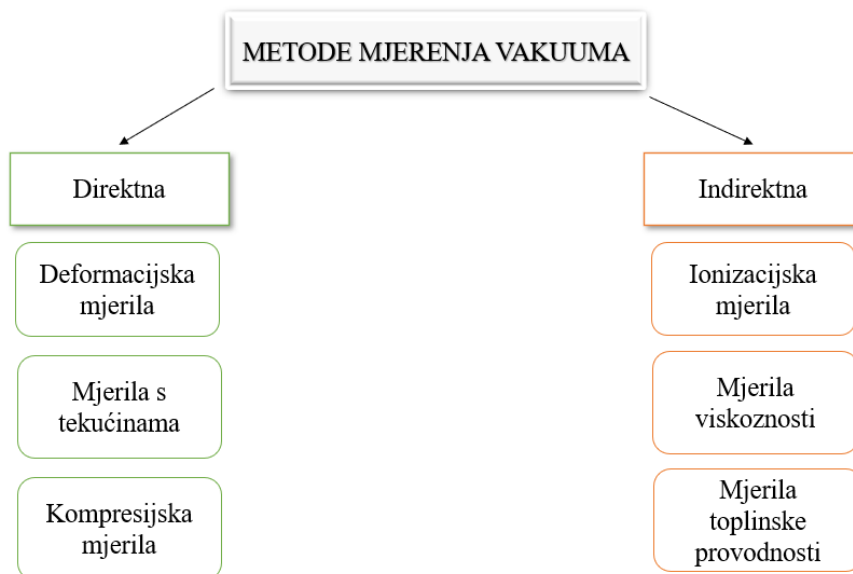 METODE MJERENJA VAKUUMA
Direktna
Deformacijska
mjerila
Mjerila s
tekućinama
Kompresijska
mjerila
Indirektna
Ionizacijska
mjerila
Mjerila
viskoznosti
Mjerila
toplinske
provodnosti